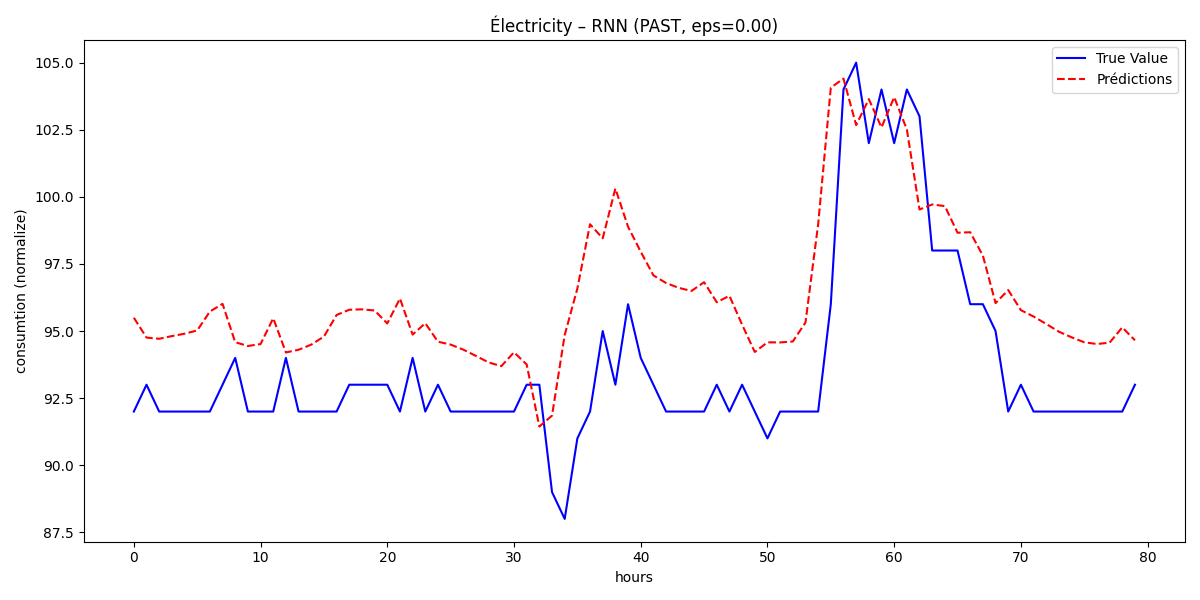 Électricity – RNN (PAST, eps=0.00)
True Value
Prédictions
consumtion (normalize)
105.0
102.5
100.0
97.5
95.0
92.5
90.0
87.5
0 10 20 30 40 50 60 70 80
hours